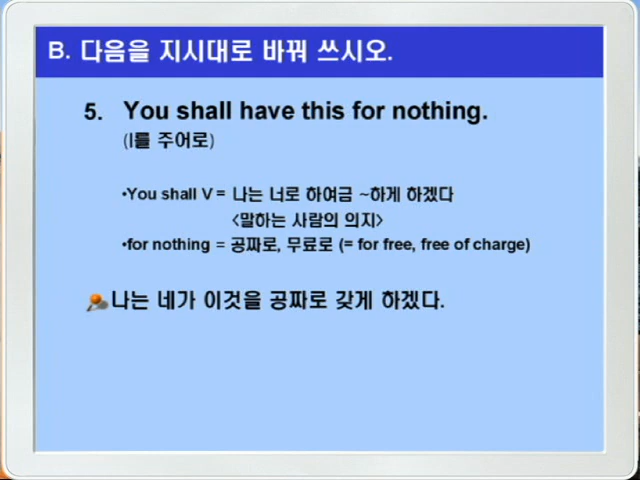 B. 다음을 지시대로 바꿔 쓰시오.
5. You shall have this for nothing.
(I를 주어로)
•You shall V = 나는 너로 하여금 ~하게 하겠다
<말하는 사람의 의지>
•for nothing = 공짜로, 무료로 (= for free, free of charge)
나는 네가 이것을 공짜로 갖게 하겠다.